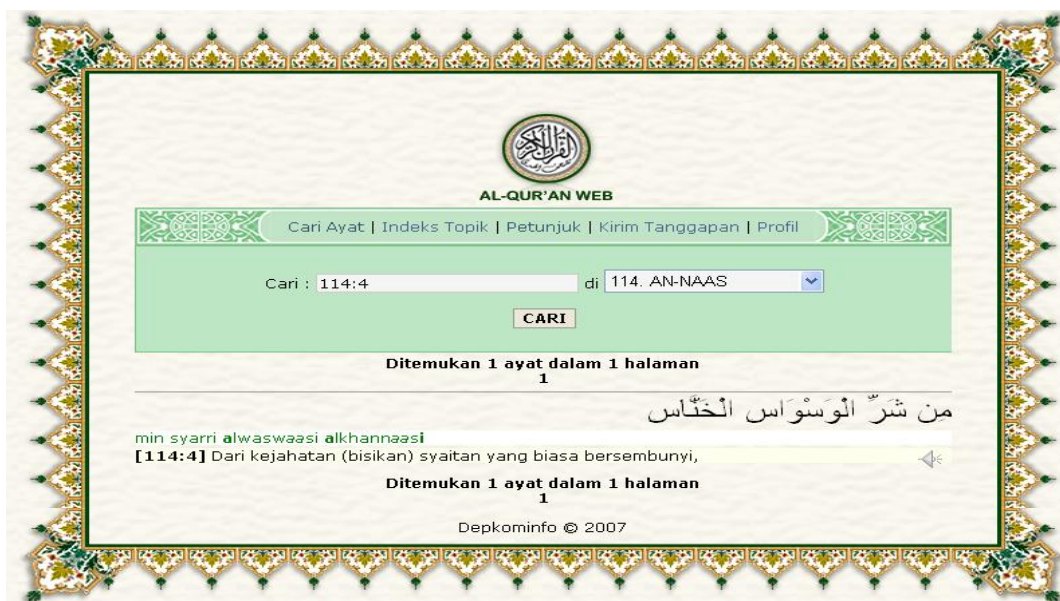 القرآن الكريم
AL-QUR'AN WEB
Cari Ayat | Indeks Topik | Petunjuk | Kirim Tanggapan | Profil
Cari : 114:4 di 114. AN-NAAS
CARI
Ditemukan 1 ayat dalam 1 halaman
1
مِن شَرِّ الْوَسْوَاسِ الْخَنَّاسِ
min syarri alwaswaasi alkhannaasi
[114:4] Dari kejahatan (bisikan) syaitan yang biasa bersembunyi,
Ditemukan 1 ayat dalam 1 halaman
1
Depkominfo © 2007